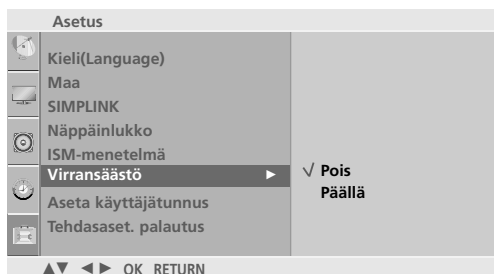 Asetus
Kieli(Language)
Maa
SIMPLINK
Näppäinlukko
ISM-menetelmä
Virransäästö ►
√ Pois
Päällä
Aseta käyttäjätunnus
Tehdasaset. palautus
▲▼ ◄► OK RETURN